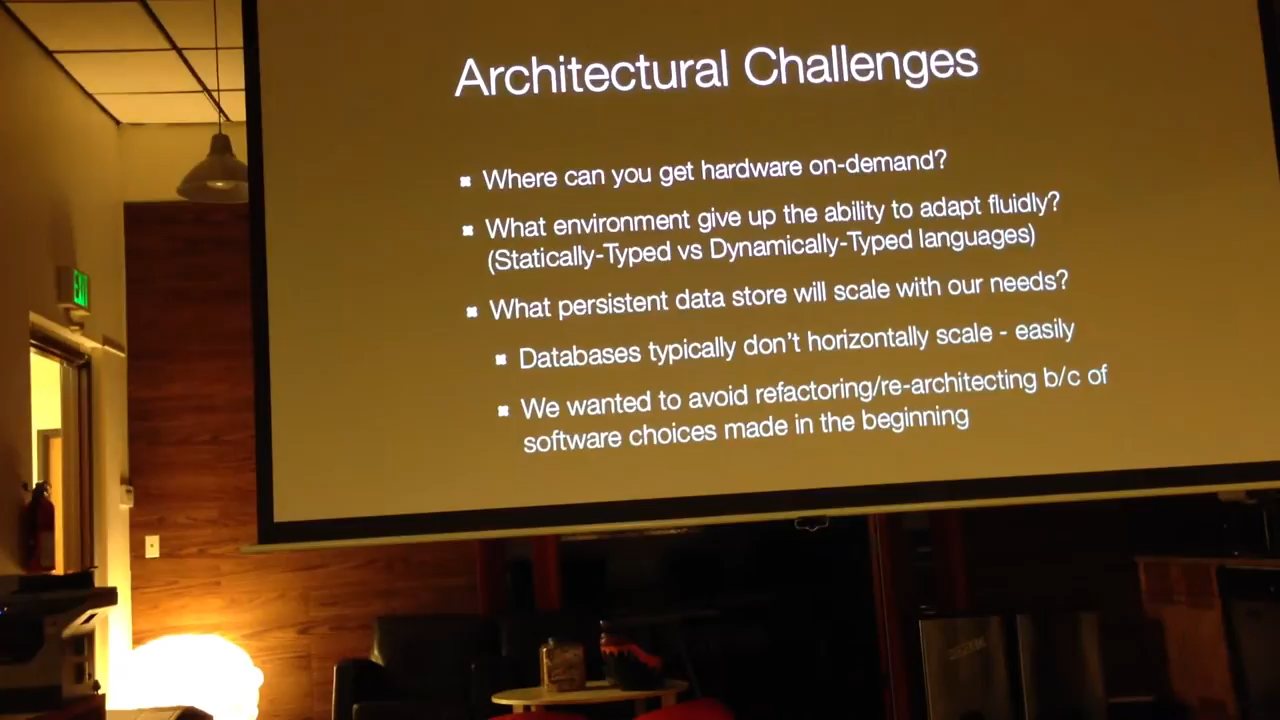 Architectural Challenges
Where can you get hardware on-demand?
What environment give up the ability to adapt fluidly?
(Statically-Typed vs Dynamically-Typed languages)
What persistent data store will scale with our needs?
Databases typically don't horizontally scale - easily
We wanted to avoid refactoring/re-architecting b/c of
software choices made in the beginning
EXIT